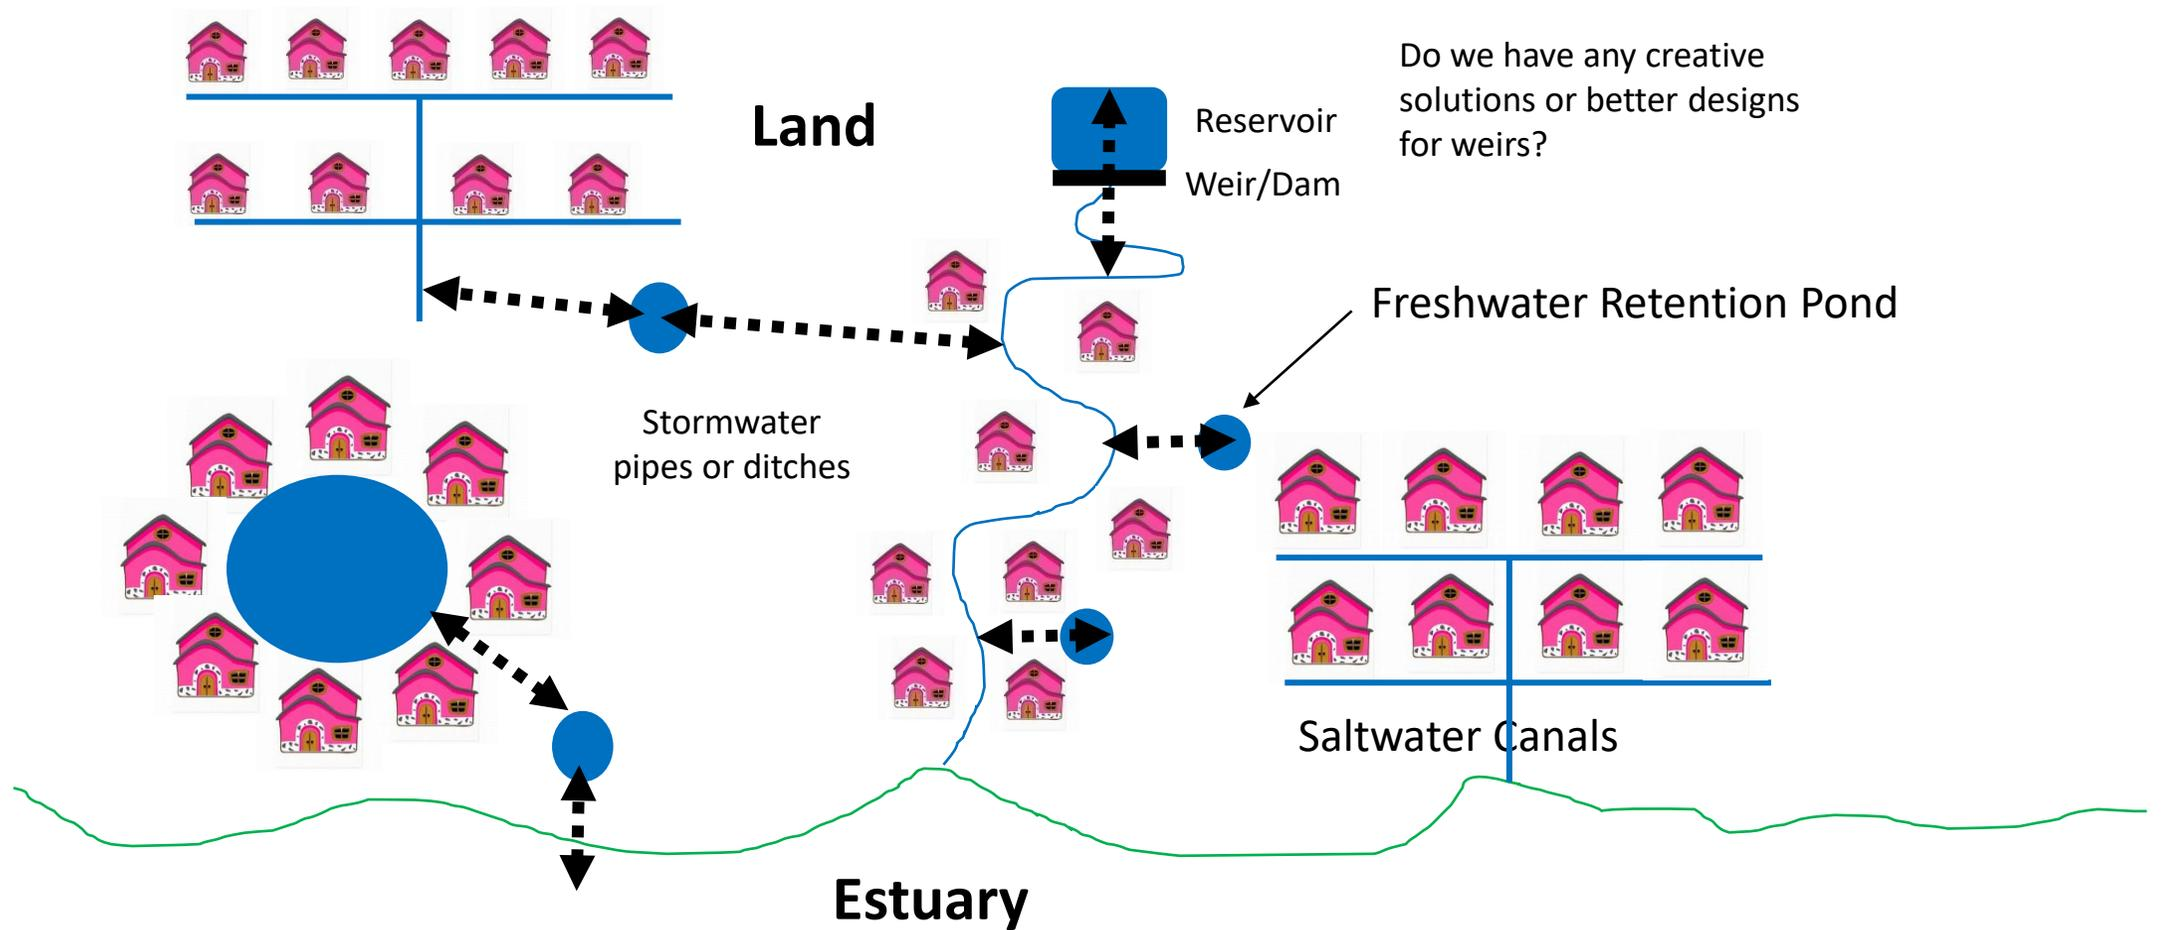 Do we have any creative
solutions or better designs
for weirs?
Land
Reservoir
Weir/Dam
Freshwater Retention Pond
Stormwater
pipes or ditches
Saltwater Canals
Estuary